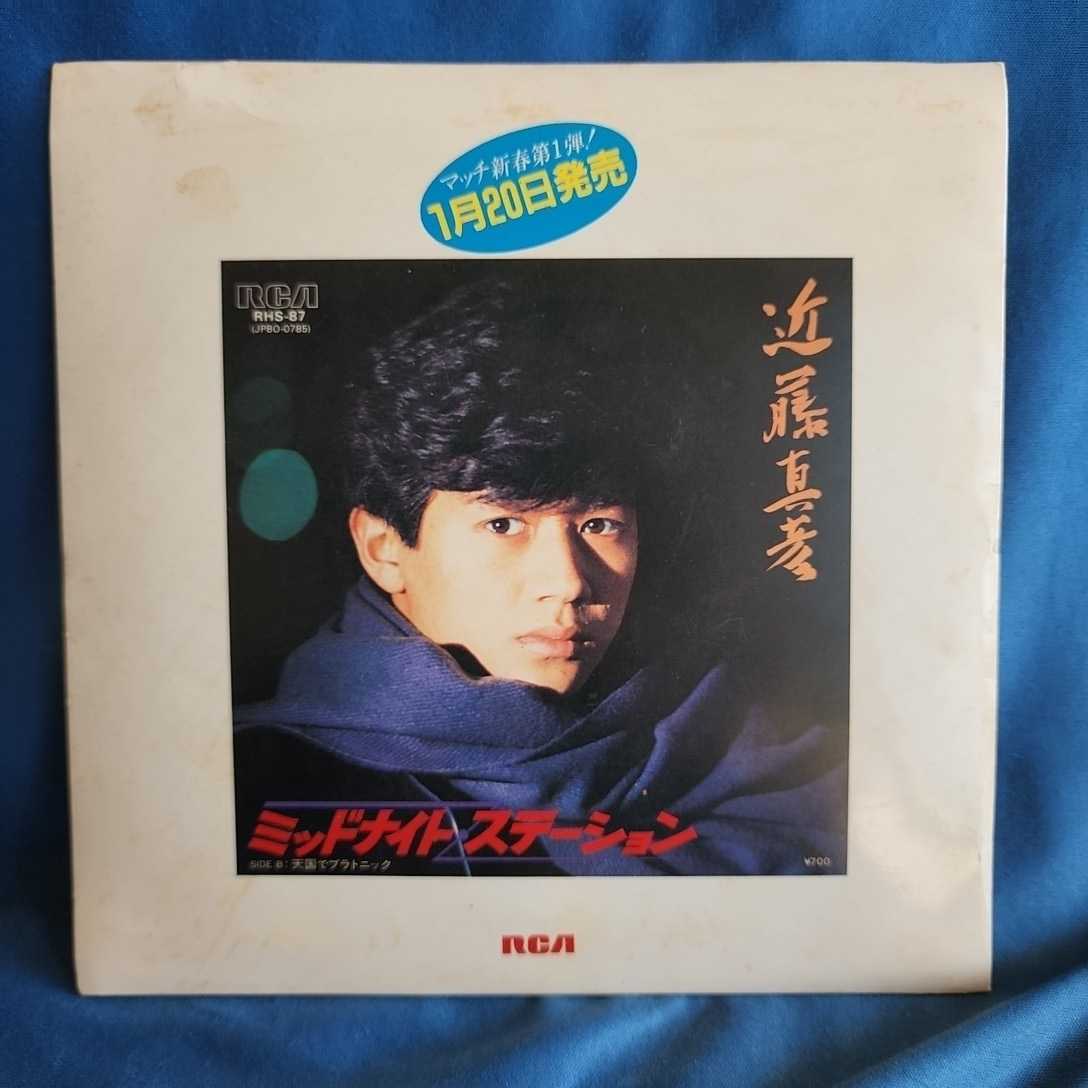 マッチ新春第1弾!
1月20日発売
RCA
RHS-87
(JPBO-0785)
近藤真彦
ミッドナイト ステーション
SIDE B: 天国でプラトニック
¥700
RCA